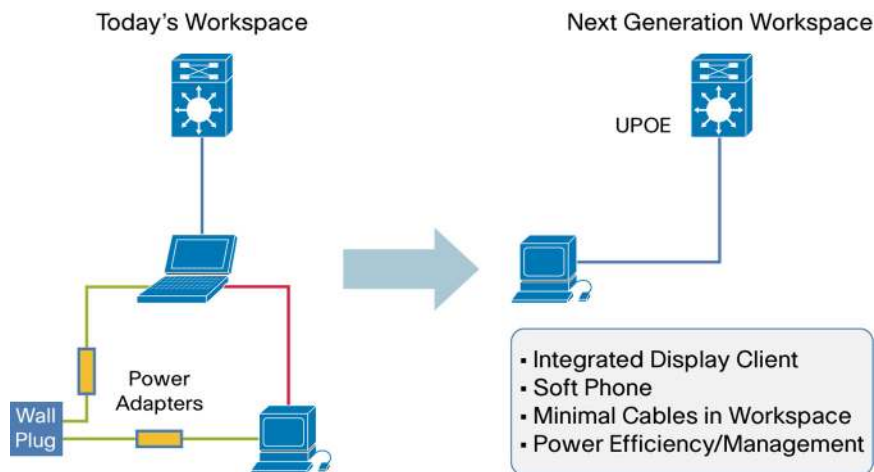 Today's Workspace
Next Generation Workspace
UPOE
Power
Adapters
Wall
Plug
▪ Integrated Display Client
▪ Soft Phone
▪ Minimal Cables in Workspace
▪ Power Efficiency/Management